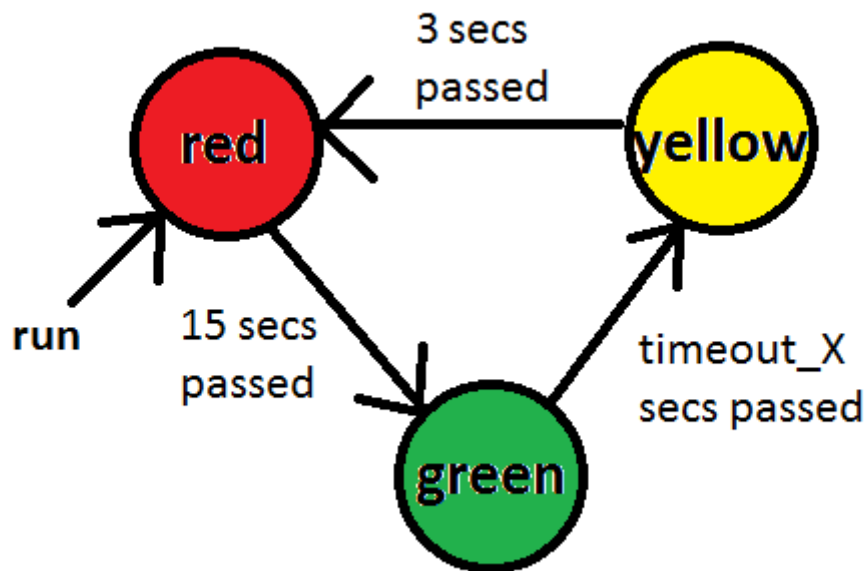 3 secs
passed
red
yellow
run
15 secs
passed
timeout_X
secs passed
green